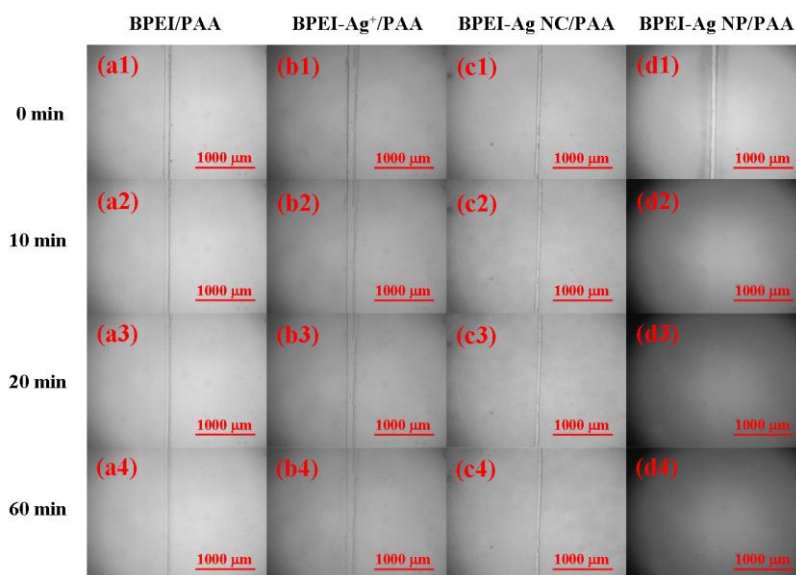 BPEI/PAA BPEI-Ag⁺/PAA BPEI-Ag NC/PAA BPEI-Ag NP/PAA
0 min (a1) (b1) (c1) (d1)
1000 μm 1000 μm 1000 μm 1000 μm
10 min (a2) (b2) (c2) (d2)
1000 μm 1000 μm 1000 μm 1000 μm
20 min (a3) (b3) (c3) (d3)
1000 μm 1000 μm 1000 μm 1000 μm
60 min (a4) (b4) (c4) (d4)
1000 μm 1000 μm 1000 μm 1000 μm